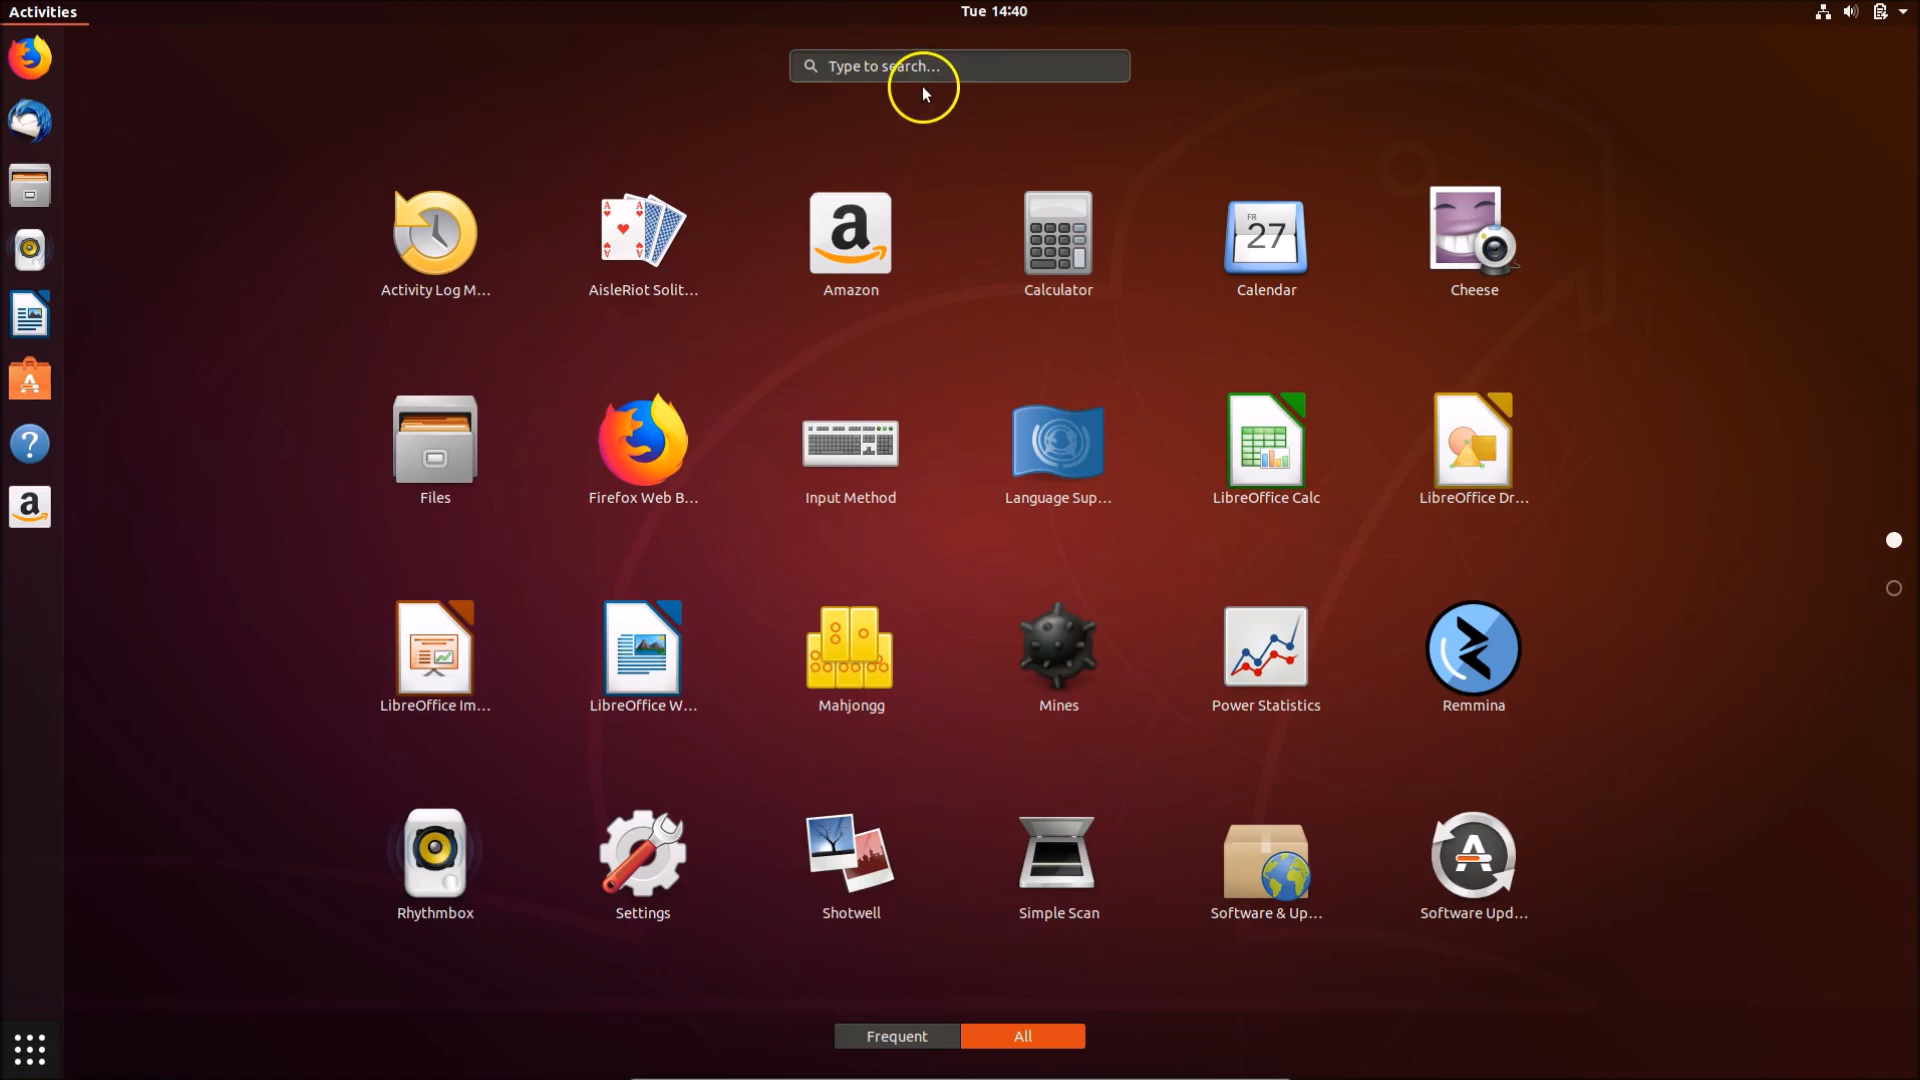 Activities
Tue 14:40
Type to search...
Activity Log M...
AisleRiot Solit...
Amazon
Calculator
FR
27
Calendar
Cheese
Files
Firefox Web B...
Input Method
Language Sup...
LibreOffice Calc
LibreOffice Dr...
LibreOffice Im...
LibreOffice W...
Mahjongg
Mines
Power Statistics
Remmina
Rhythmbox
Settings
Shotwell
Simple Scan
Software & Up...
Software Upd...
Frequent
All